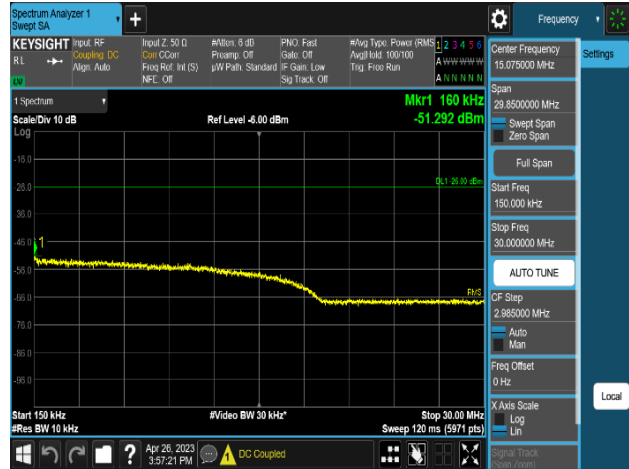 Spectrum Analyzer 1
Swept SA
Frequency
KEYSIGHT
RL
Input: RF
Coupling: DC
Align: Auto
Input Z: 50 Ω
Corr CCorr
Freq Ref: Int (S)
NFE: Off
#Atten: 6 dB
Preamp: Off
µW Path: Standard
PNO: Fast
Gate: Off
IF Gain: Low
Sig Track: Off
#Avg Type: Power (RMS
Avg|Hold: 100/100
Trig: Free Run
1 2 3 4 5 6
A W W W W W
A N N N N N
1 Spectrum
Scale/Div 10 dB
Ref Level -6.00 dBm
Mkr1 160 kHz
-51.292 dBm
Log
-16.0
-26.0
-36.0
-46.0
-56.0
-66.0
-76.0
-86.0
-96.0
DL1 -26.00 dBm
1
RMS
Start 150 kHz
#Res BW 10 kHz
#Video BW 30 kHz*
Stop 30.00 MHz
Sweep 120 ms (5971 pts)
Apr 26, 2023
3:57:21 PM
DC Coupled
Center Frequency
15.075000 MHz
Settings
Span
29.8500000 MHz
Swept Span
Zero Span
Full Span
Start Freq
150.000 kHz
Stop Freq
30.000000 MHz
AUTO TUNE
CF Step
2.985000 MHz
Auto
Man
Freq Offset
0 Hz
X Axis Scale
Log
Lin
Local
Signal Track
(Span Zoom)